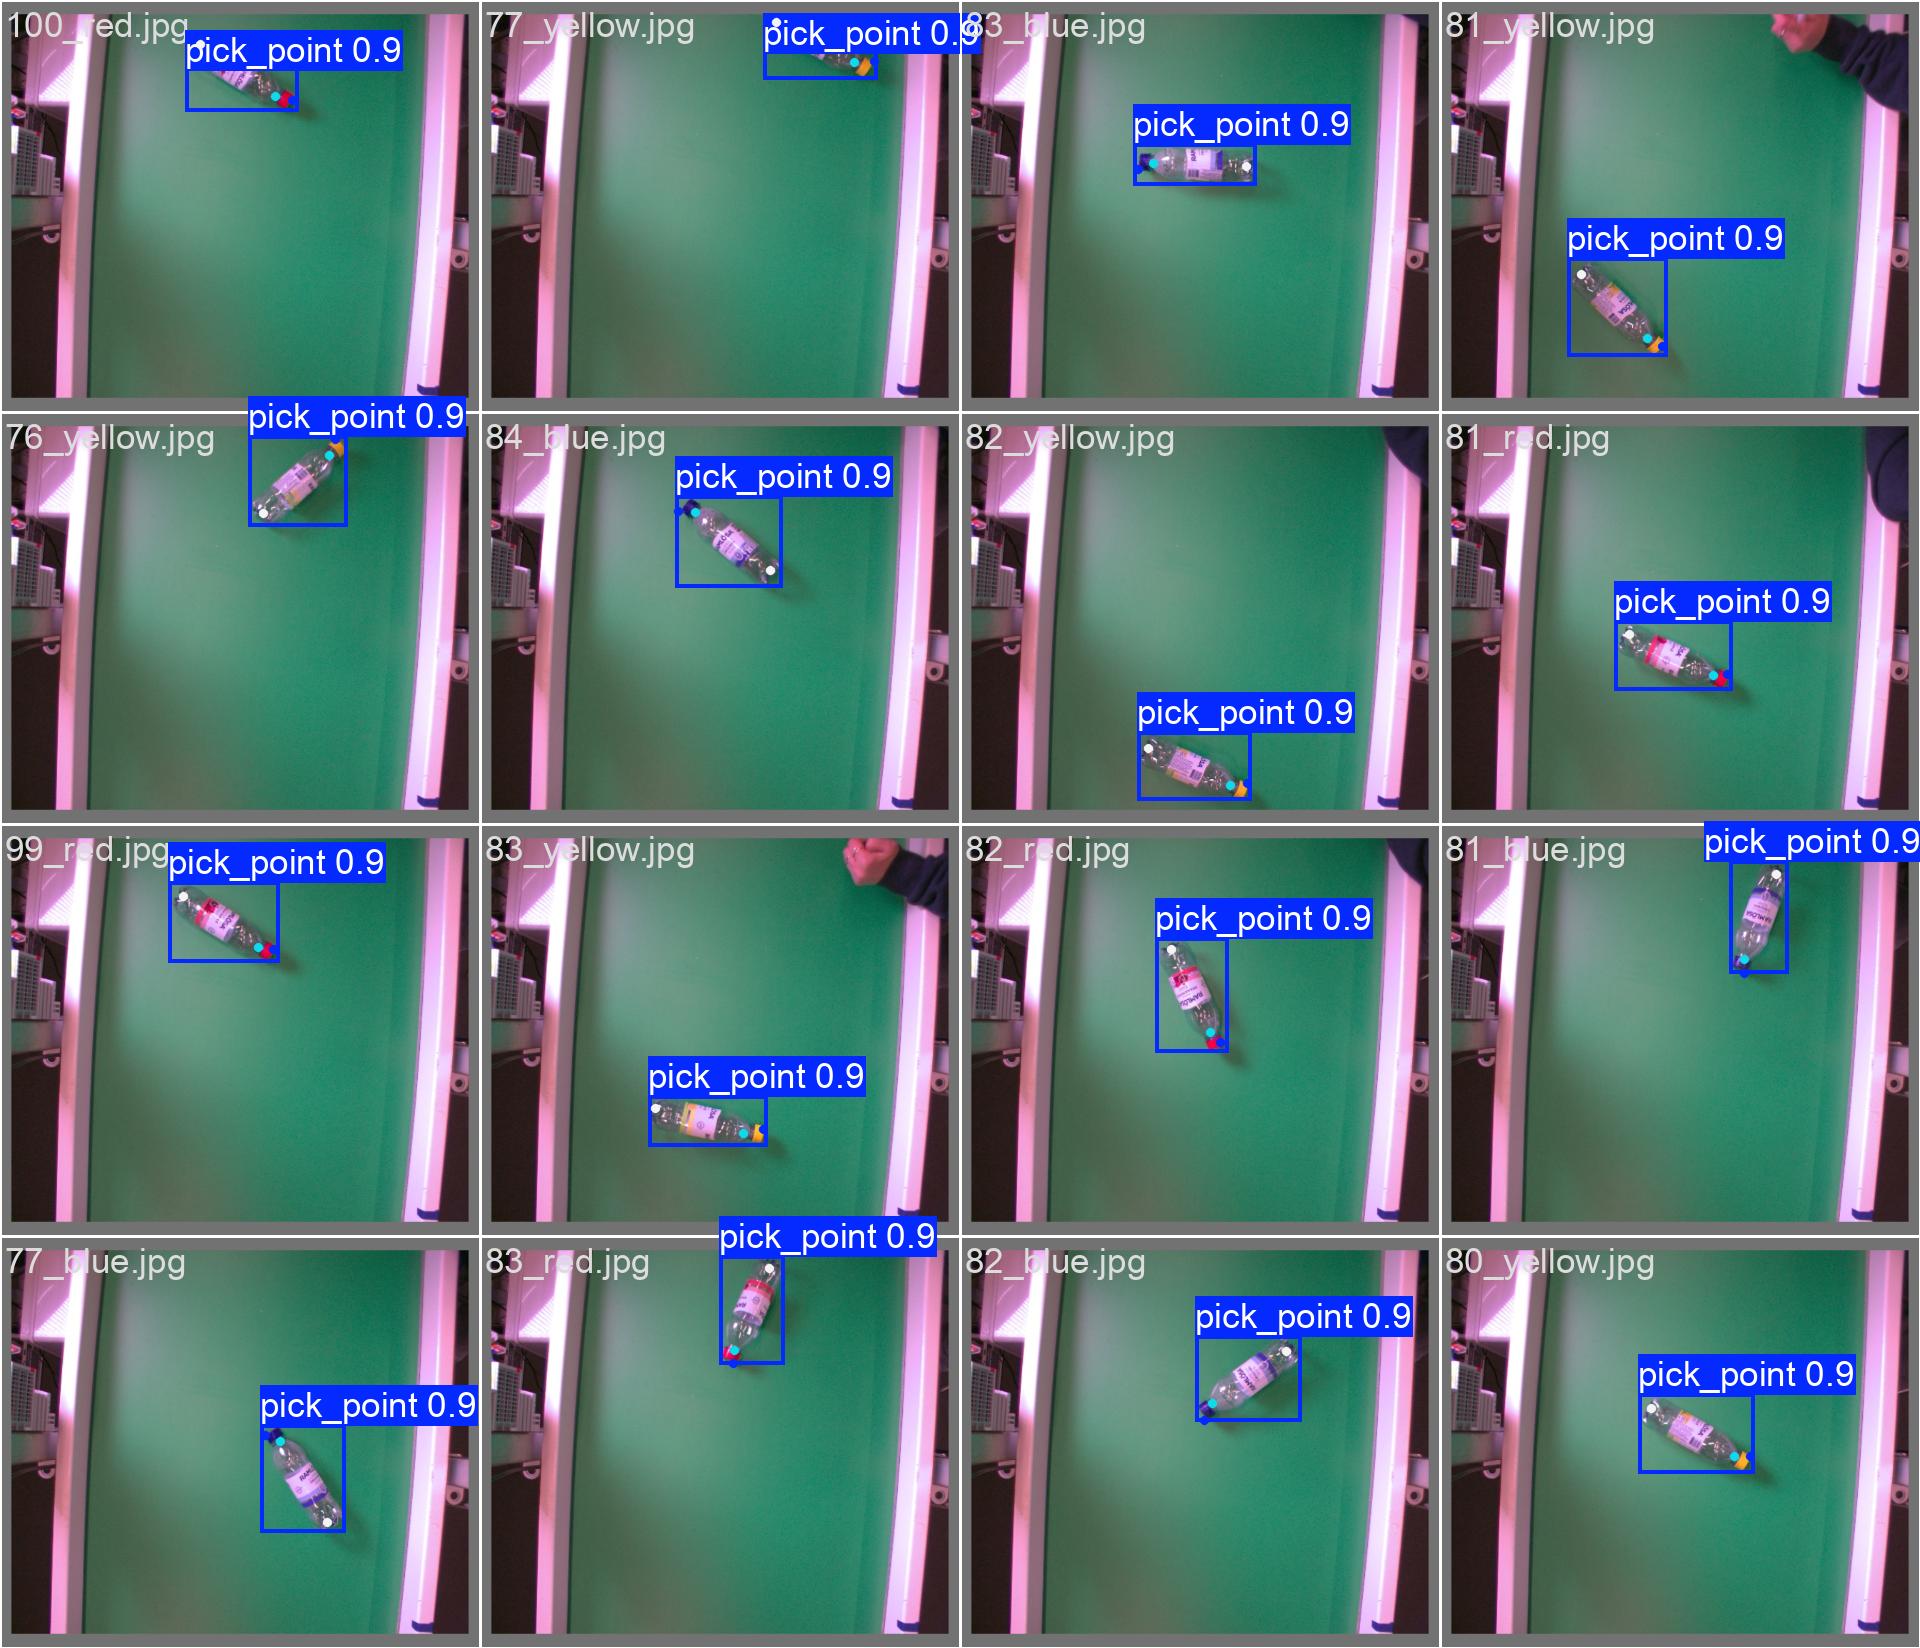 100_red.jpg
pick_point 0.9
77_yellow.jpg
pick_point 0.9
83_blue.jpg
pick_point 0.9
81_yellow.jpg
pick_point 0.9
76_yellow.jpg
pick_point 0.9
84_blue.jpg
pick_point 0.9
82_yellow.jpg
pick_point 0.9
81_red.jpg
pick_point 0.9
99_red.jpg
pick_point 0.9
83_yellow.jpg
pick_point 0.9
82_red.jpg
pick_point 0.9
RAMLÖSA
81_blue.jpg
pick_point 0.9
RAMLÖSA
77_blue.jpg
pick_point 0.9
83_red.jpg
pick_point 0.9
82_blue.jpg
pick_point 0.9
RAMLÖSA
80_yellow.jpg
pick_point 0.9